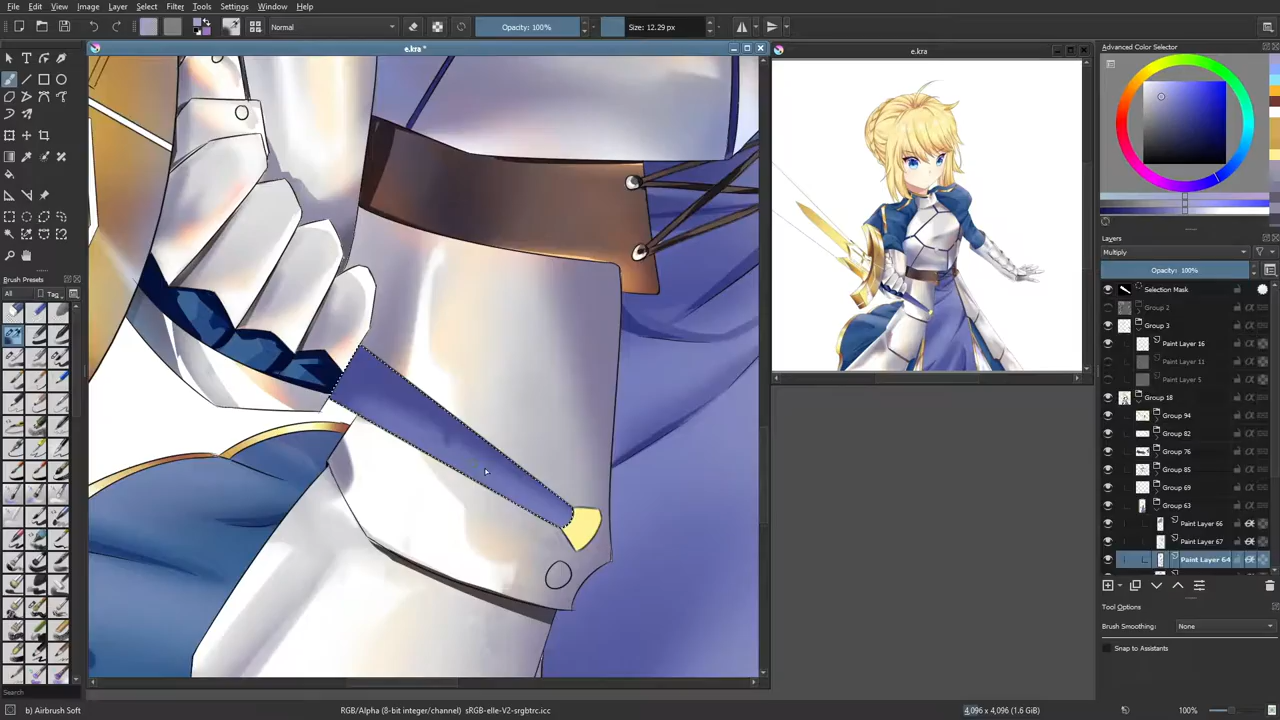 File Edit View Image Layer Select Filter Tools Settings Window Help
Normal
Opacity: 100%
Size: 12.29 px
e.kra *
e.kra
Advanced Color Selector
Layers
Multiply
Opacity: 100%
Selection Mask
Group 2
Group 3
Paint Layer 16
Paint Layer 11
Paint Layer 5
Group 18
Group 94
Group 82
Group 76
Group 85
Group 69
Group 63
Paint Layer 66
Paint Layer 67
Paint Layer 64
Brush Presets
All
Tag
Tool Options
Brush Smoothing: None
Snap to Assistants
Search
b) Airbrush Soft
RGB/Alpha (8-bit integer/channel) sRGB-elle-V2-srgbtrc.icc
4,096 x 4,096 (1.6 GiB)
100%